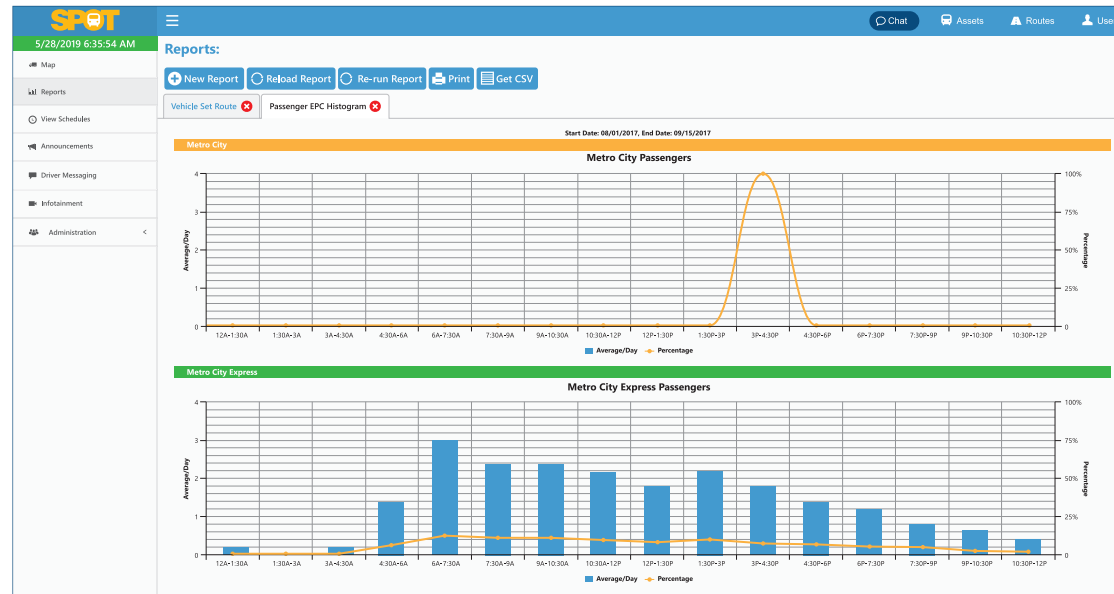 SPOT
Chat Assets Routes Use
5/28/2019 6:35:54 AM
Map
Reports
View Schedules
Announcements
Driver Messaging
Infotainment
Administration <
Reports:
New Report Reload Report Re-run Report Print Get CSV
Vehicle Set Route Passenger EPC Histogram
Start Date: 08/01/2017, End Date: 09/15/2017
Metro City
Metro City Passengers
4 100%
3 75%
2 50%
1 25%
0 0
Average/Day
Percentage
12A-1:30A 1:30A-3A 3A-4:30A 4:30A-6A 6A-7:30A 7:30A-9A 9A-10:30A 10:30A-12P 12P-1:30P 1:30P-3P 3P-4:30P 4:30P-6P 6P-7:30P 7:30P-9P 9P-10:30P 10:30P-12P
Average/Day Percentage
Metro City Express
Metro City Express Passengers
4 100%
3 75%
2 50%
1 25%
0 0
Average/Day
Percentage
12A-1:30A 1:30A-3A 3A-4:30A 4:30A-6A 6A-7:30A 7:30A-9A 9A-10:30A 10:30A-12P 12P-1:30P 1:30P-3P 3P-4:30P 4:30P-6P 6P-7:30P 7:30P-9P 9P-10:30P 10:30P-12P
Average/Day Percentage